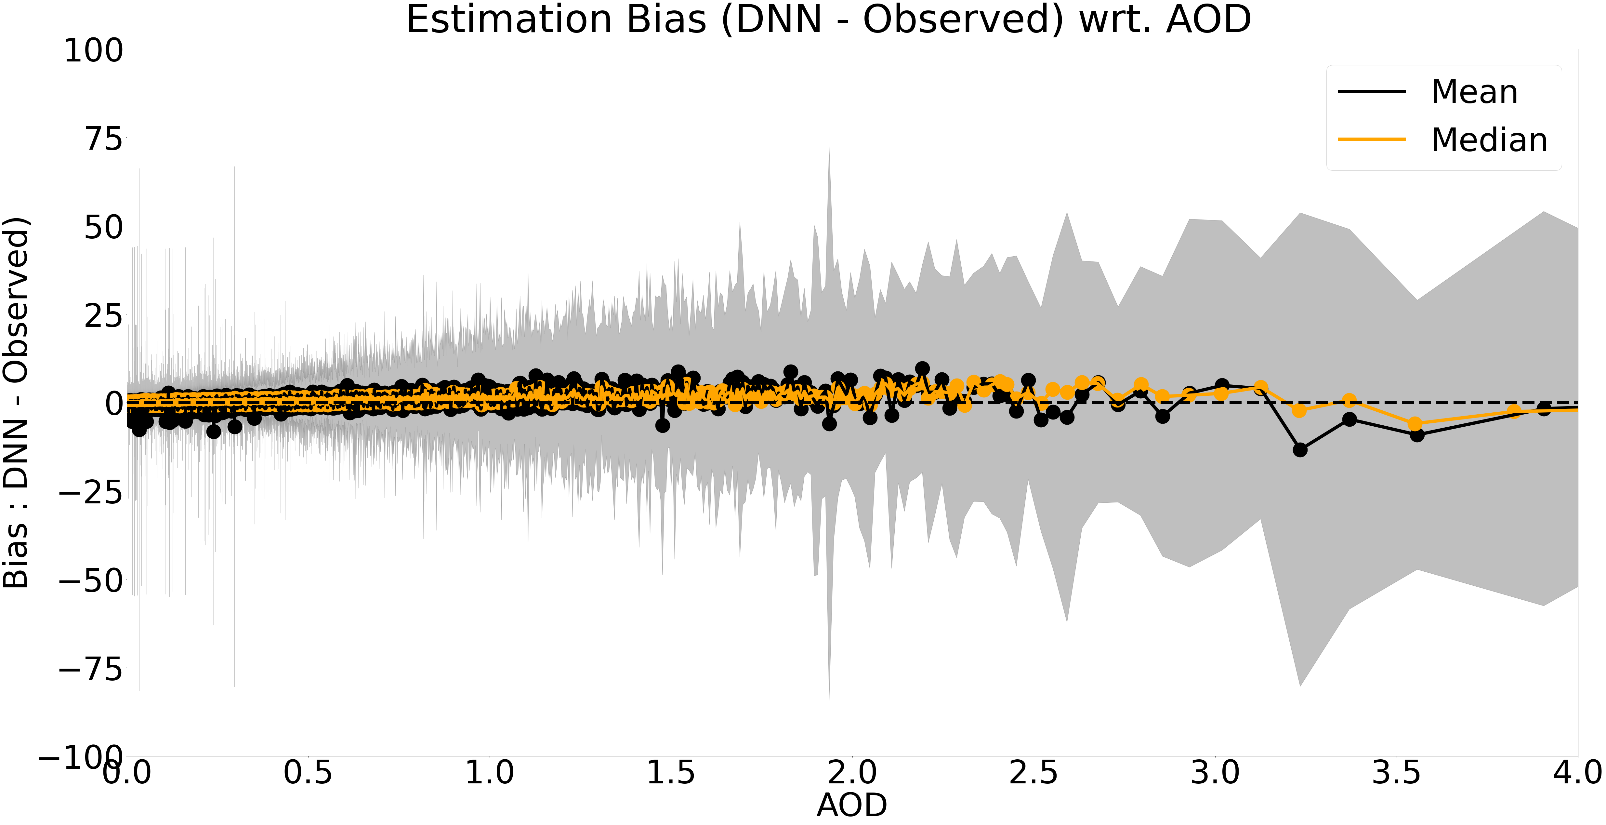 Estimation Bias (DNN - Observed) wrt. AOD
100
75
50
25
0
−25
−50
−75
−100
Bias : DNN - Observed)
Mean
Median
0.0 0.5 1.0 1.5 2.0 2.5 3.0 3.5 4.0
AOD